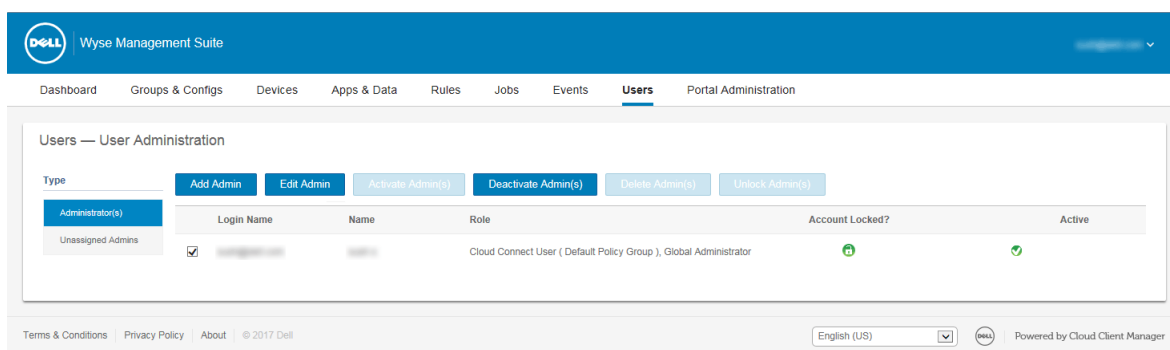 DELL Wyse Management Suite
Dashboard Groups & Configs Devices Apps & Data Rules Jobs Events Users Portal Administration
Users — User Administration
Type
Add Admin Edit Admin Activate Admin(s) Deactivate Admin(s) Delete Admin(s) Unlock Admin(s)
Administrator(s)
Login Name Name Role Account Locked? Active
Unassigned Admins
Cloud Connect User ( Default Policy Group ), Global Administrator
Terms & Conditions Privacy Policy About © 2017 Dell English (US) DELL Powered by Cloud Client Manager